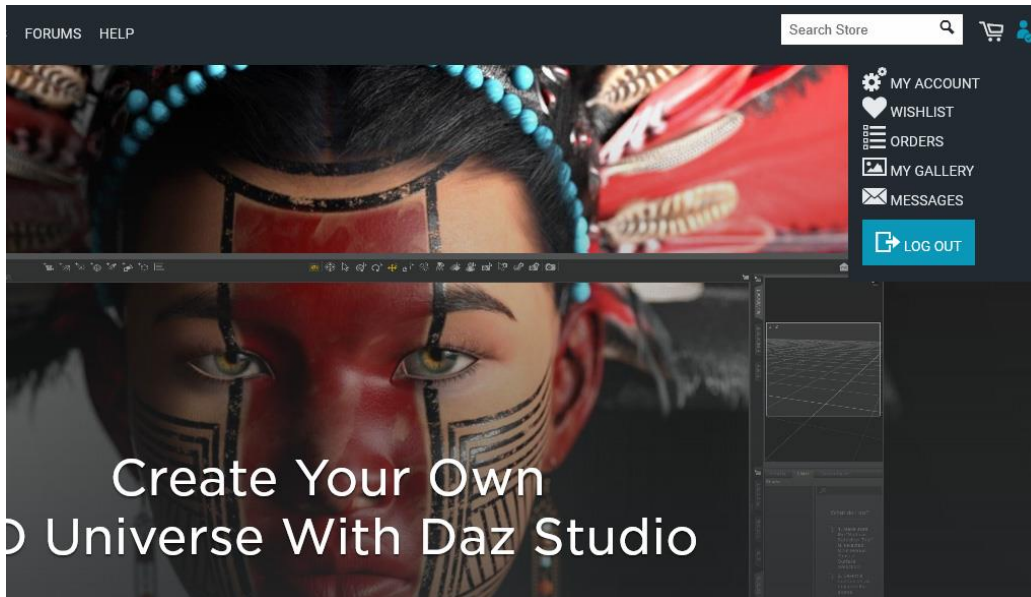 FORUMS HELP
Search Store
MY ACCOUNT
WISHLIST
ORDERS
MY GALLERY
MESSAGES
LOG OUT
Create Your Own
D Universe With Daz Studio